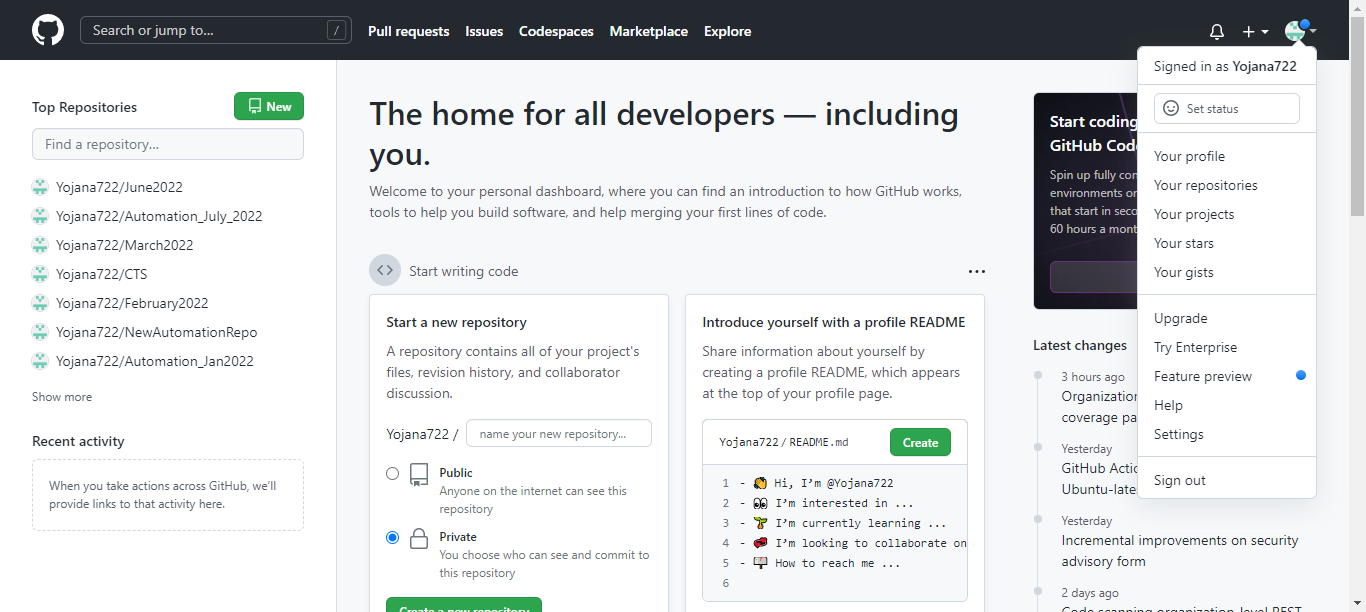 Search or jump to... /
Pull requests
Issues
Codespaces
Marketplace
Explore
Top Repositories
New
Find a repository...
Yojana722/June2022
Yojana722/Automation_July_2022
Yojana722/March2022
Yojana722/CTS
Yojana722/February2022
Yojana722/NewAutomationRepo
Yojana722/Automation_Jan2022
Show more
Recent activity
When you take actions across GitHub, we'll
provide links to that activity here.
The home for all developers — including
you.
Welcome to your personal dashboard, where you can find an introduction to how GitHub works,
tools to help you build software, and help merging your first lines of code.
Start writing code
Start a new repository
A repository contains all of your project's
files, revision history, and collaborator
discussion.
Yojana722 / name your new repository...
Public
Anyone on the internet can see this
repository
Private
You choose who can see and commit to
this repository
Create a new repository
Introduce yourself with a profile README
Share information about yourself by
creating a profile README, which appears
at the top of your profile page.
Yojana722 / README.md
Create
1 - 👋 Hi, I'm @Yojana722
2 - 👀 I'm interested in ...
3 - 🌱 I'm currently learning ...
4 - 💞️ I'm looking to collaborate on
5 - 📫 How to reach me ...
6
Start coding
GitHub Code
Spin up fully con
environments or
that start in seco
60 hours a mont
Latest changes
3 hours ago
Organization
coverage pa
Yesterday
GitHub Actio
Ubuntu-late
Yesterday
Incremental improvements on security
advisory form
2 days ago
Code scanning organization-level REST
Signed in as Yojana722
Set status
Your profile
Your repositories
Your projects
Your stars
Your gists
Upgrade
Try Enterprise
Feature preview
Help
Settings
Sign out